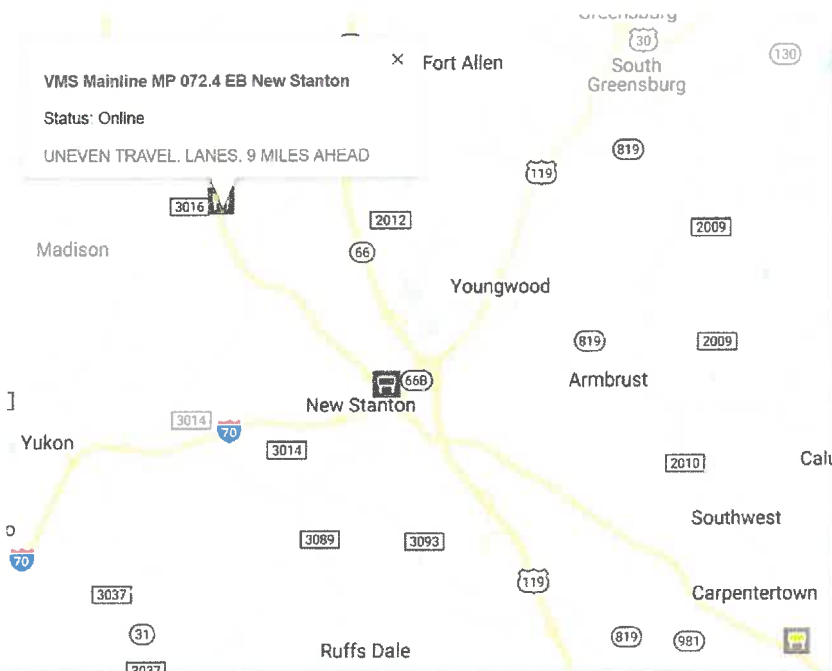 Greensburg
30
130
× Fort Allen
South
Greensburg
VMS Mainline MP 072.4 EB New Stanton
Status: Online
UNEVEN TRAVEL. LANES. 9 MILES AHEAD
819
119
3016
2012
2009
Madison
66
Youngwood
819
2009
Armbrust
66B
New Stanton
3014
70
Yukon
3014
2010
Southwest
3089
3093
70
119
3037
Carpentertown
31
819
981
Ruffs Dale
3037